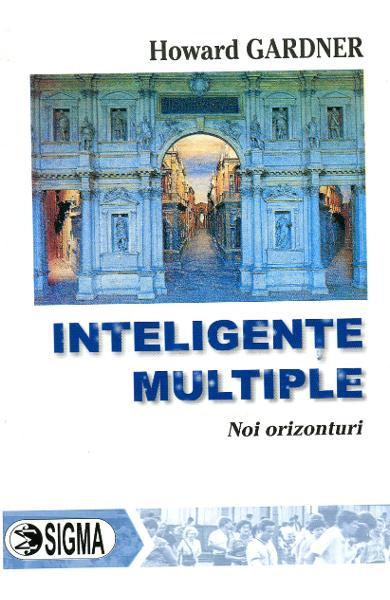 Howard GARDNER
INTELIGENȚE
MULTIPLE
Noi orizonturi
SIGMA